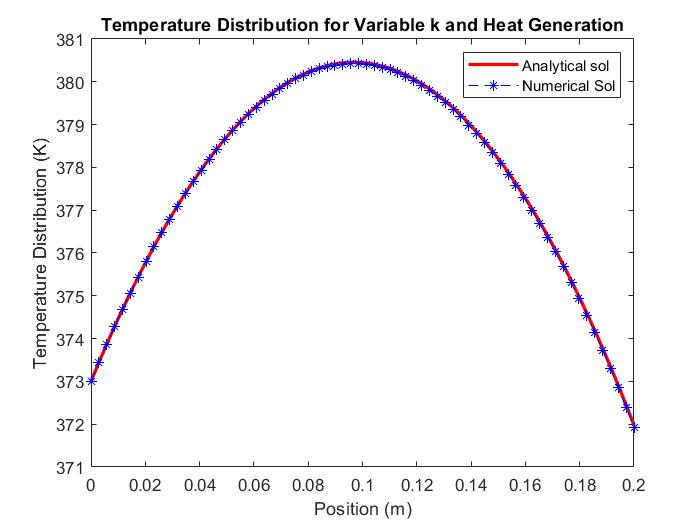 Temperature Distribution for Variable k and Heat Generation
381
380
379
378
377
376
375
374
373
372
371
Temperature Distribution (K)
Analytical sol
Numerical Sol
0 0.02 0.04 0.06 0.08 0.1 0.12 0.14 0.16 0.18 0.2
Position (m)